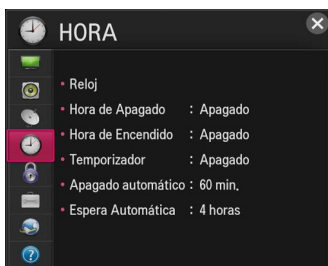 HORA
• Reloj
• Hora de Apagado : Apagado
• Hora de Encendido : Apagado
• Temporizador : Apagado
• Apagado automático : 60 min.
• Espera Automática : 4 horas